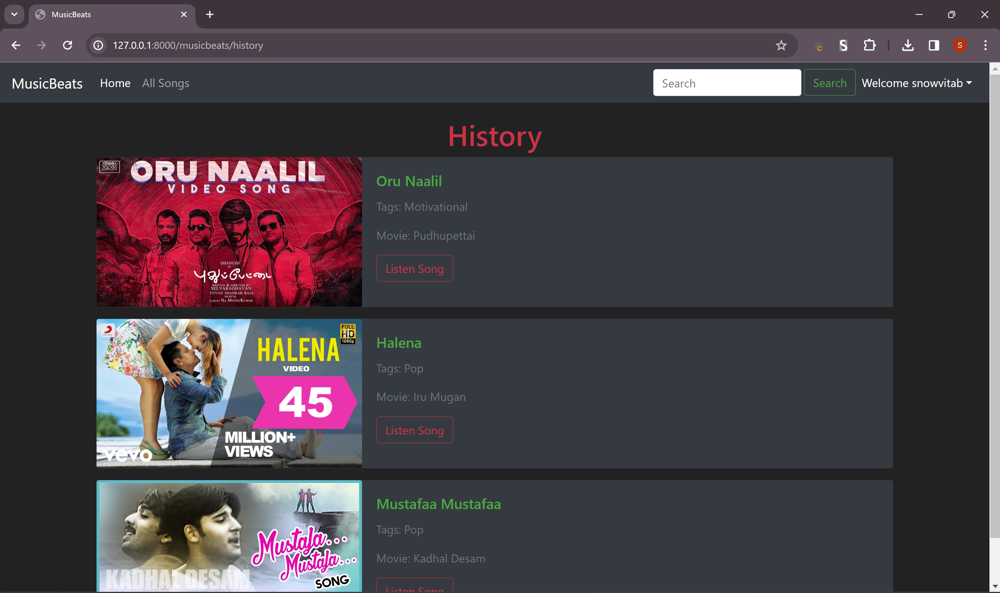 MusicBeats
127.0.0.1:8000/musicbeats/history
S
MusicBeats Home All Songs Search Search Welcome snowvitab
History
•think•
Tapes
ORU NAALIL
VIDEO SONG
DHANUSH
IN
புதுப்பேட்டை
WRITTEN & DIRECTED BY
SELVARAGHAVAN
YUVAN SHANKAR RAJA
MUSICAL
LYRICIST NA.MUTHUKUMAR
Oru Naalil
Tags: Motivational
Movie: Pudhupettai
Listen Song
FULL
HD
1080p
HALENA
VIDEO
45
MILLION+
VIEWS
vevo
Halena
Tags: Pop
Movie: Iru Mugan
Listen Song
Mustafa...
Mustafa...
SONG
KADHAL DESAM
Mustafaa Mustafaa
Tags: Pop
Movie: Kadhal Desam
Listen Song